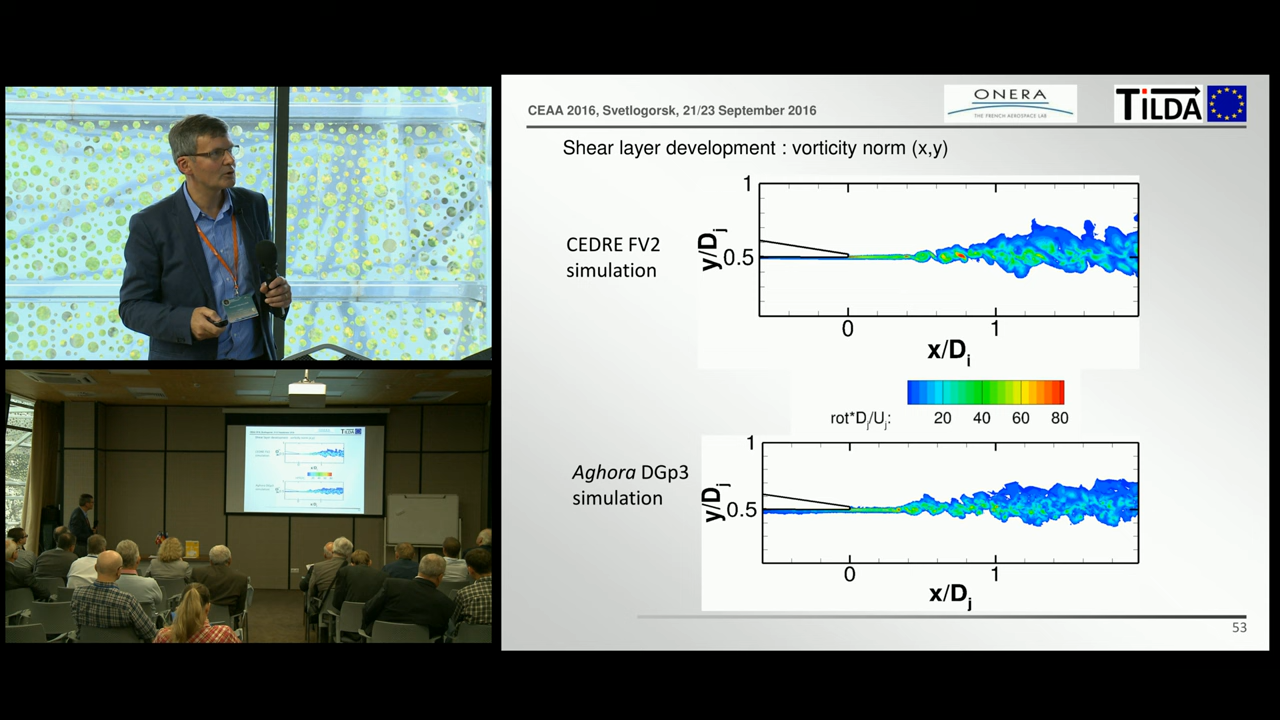 CEAA 2016, Svetlogorsk, 21/23 September 2016
ONERA
THE FRENCH AEROSPACE LAB
TILDA
Shear layer development : vorticity norm (x,y)
CEDRE FV2
simulation
y/Dj
1
0.5
0
1
x/Dj
rot*Dj/Uj:
20
40
60
80
Aghora DGp3
simulation
y/Dj
1
0.5
0
1
x/Dj
53